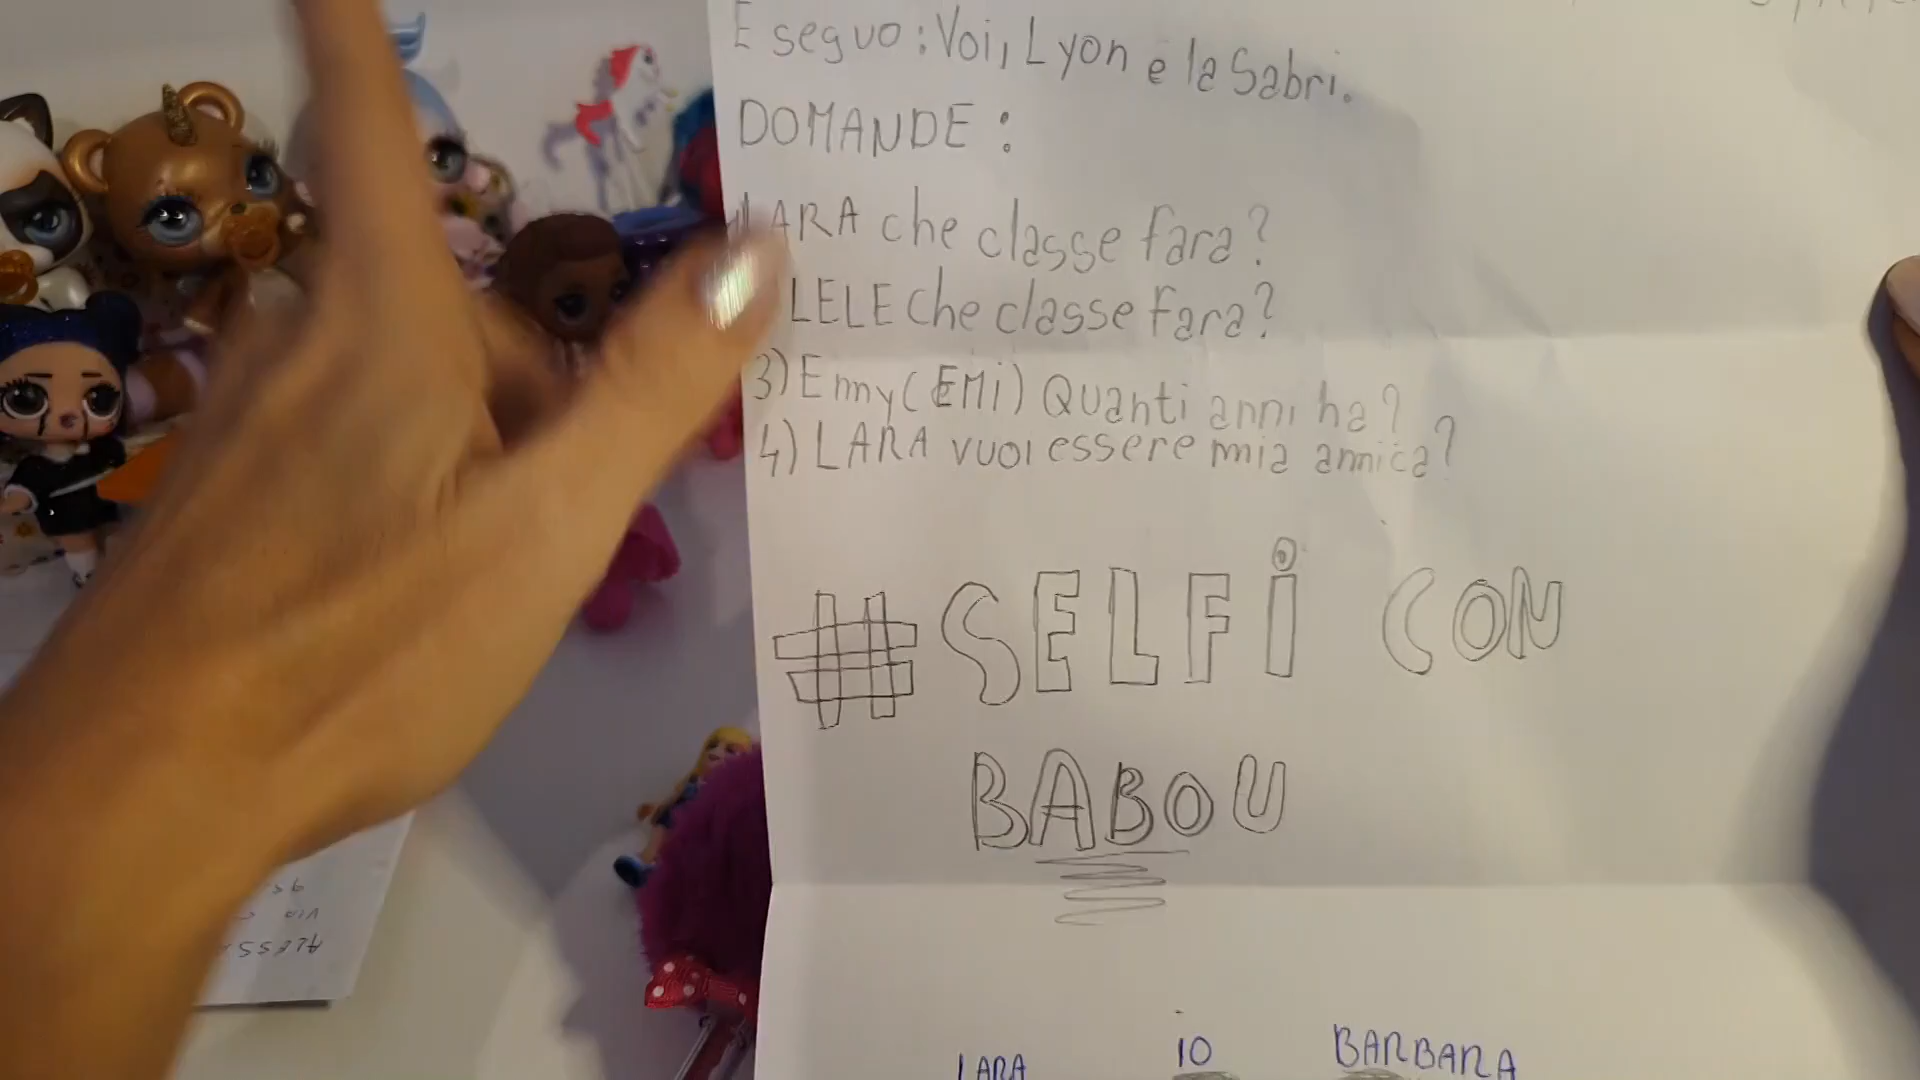 E seguo: Voi, Lyon e la Sabri.
DOMANDE:
LARA che classe fara?
LELE che classe fara?
3) Emmy (EMi) Quanti anni ha?
4) LARA vuoi essere mia amica?
#SELFi CON
BABOU
LARA IO BARBARA